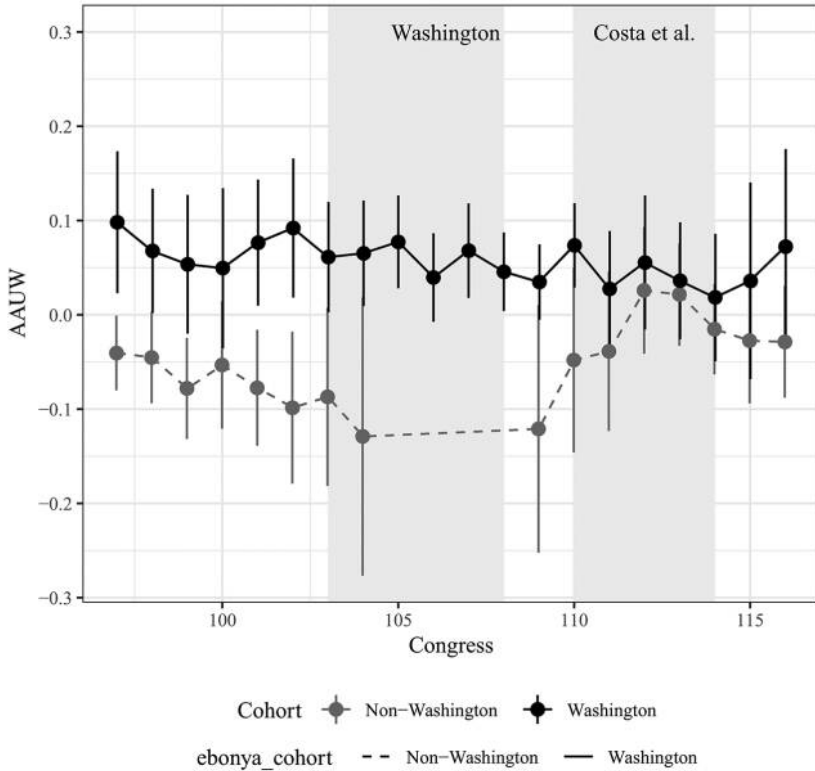 Washington Costa et al.
0.3
0.2
0.1
0.0
−0.1
−0.2
−0.3
AAUW
100 105 110 115
Congress
Cohort Non−Washington Washington
ebonya_cohort Non−Washington Washington